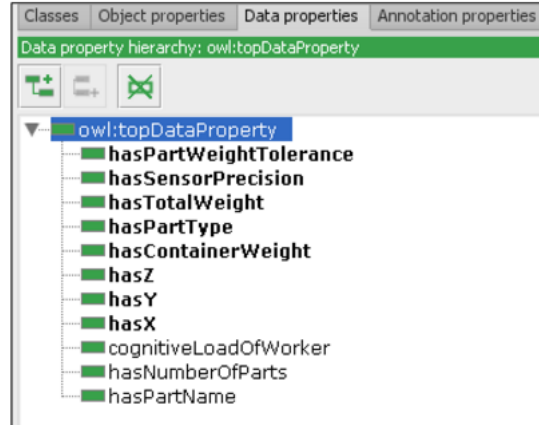 Classes Object properties Data properties Annotation properties
Data property hierarchy: owl:topDataProperty
owl:topDataProperty
hasPartWeightTolerance
hasSensorPrecision
hasTotalWeight
hasPartType
hasContainerWeight
hasZ
hasY
hasX
cognitiveLoadOfWorker
hasNumberOfParts
hasPartName